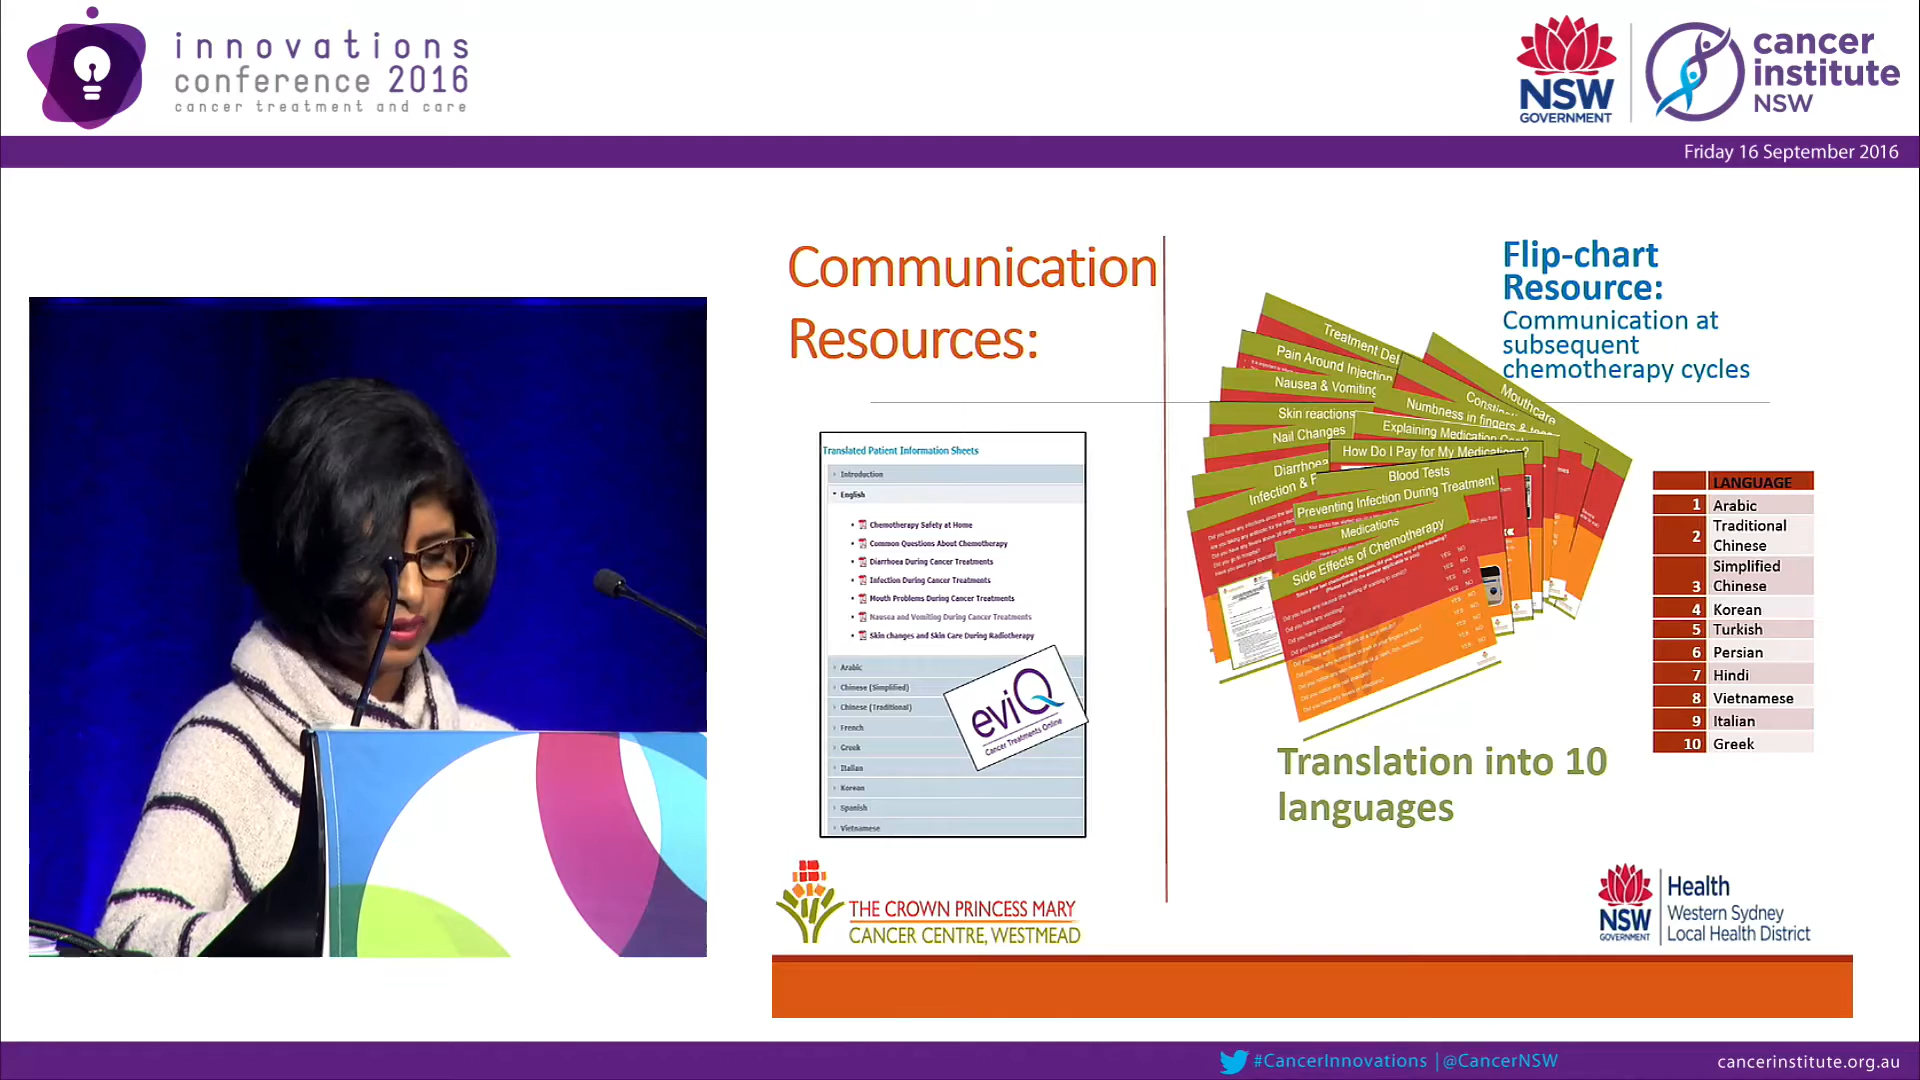 innovations
conference 2016
cancer treatment and care
NSW
GOVERNMENT
cancer
institute
NSW
Friday 16 September 2016
Communication
Resources:
Translated Patient Information Sheets
Introduction
English
Chemotherapy Safety at Home
Common Questions About Chemotherapy
Diarrhoea During Cancer Treatments
Infection During Cancer Treatments
Mouth Problems During Cancer Treatments
Nausea and Vomiting During Cancer Treatments
Skin changes and Skin Care During Radiotherapy
Arabic
Chinese (Simplified)
Chinese (Traditional)
French
Greek
Italian
Korean
Spanish
Vietnamese
eviQ
Cancer Treatments Online
Flip-chart
Resource:
Communication at
subsequent
chemotherapy cycles
Treatment Del
Pain Around Injection
Nausea & Vomiting
Skin reactions
Nail Changes
Diarrhoea
Infection & F
Mouthcare
Numbness in fingers &
Explaining Medication
How Do I Pay for My Medications?
Blood Tests
Preventing Infection During Treatment
Medications
Side Effects of Chemotherapy
YES NO
LANGUAGE
1 Arabic
2 Traditional
Chinese
3 Simplified
Chinese
4 Korean
5 Turkish
6 Persian
7 Hindi
8 Vietnamese
9 Italian
10 Greek
Translation into 10
languages
THE CROWN PRINCESS MARY
CANCER CENTRE, WESTMEAD
NSW
GOVERNMENT
Health
Western Sydney
Local Health District
#CancerInnovations | @CancerNSW
cancerinstitute.org.au